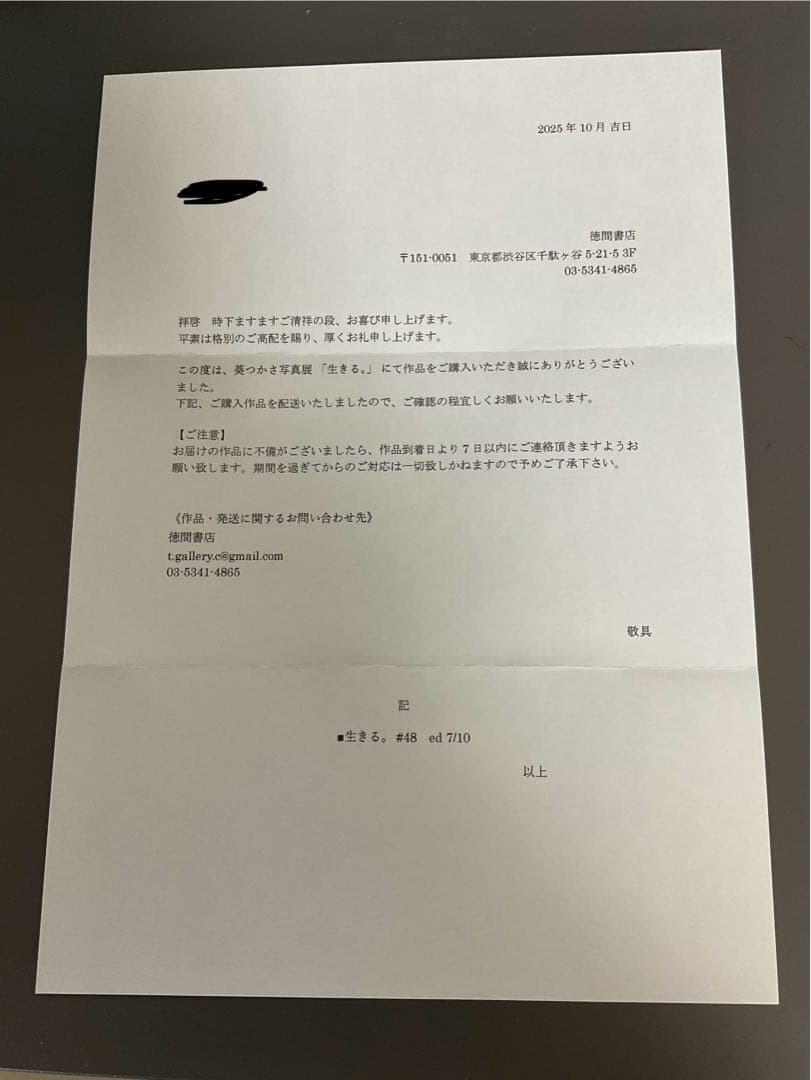 2025年10月吉日
徳間書店
〒151-0051 東京都渋谷区千駄ヶ谷 5-21-5 3F
03-5341-4865
拝啓 時下ますますご清祥の段、お喜び申し上げます。
平素は格別のご高配を賜り、厚くお礼申し上げます。
この度は、葵つかさ写真展「生きる。」にて作品をご購入いただき誠にありがとうござい
ました。
下記、ご購入作品を配送いたしましたので、ご確認の程宜しくお願いいたします。
【ご注意】
お届けの作品に不備がございましたら、作品到着日より7日以内にご連絡頂きますようお
願い致します。期間を過ぎてからのご対応は一切致しかねますので予めご了承下さい。
《作品・発送に関するお問い合わせ先》
徳間書店
t.gallery.c@gmail.com
03-5341-4865
敬具
記
■生きる。 #48 ed 7/10
以上